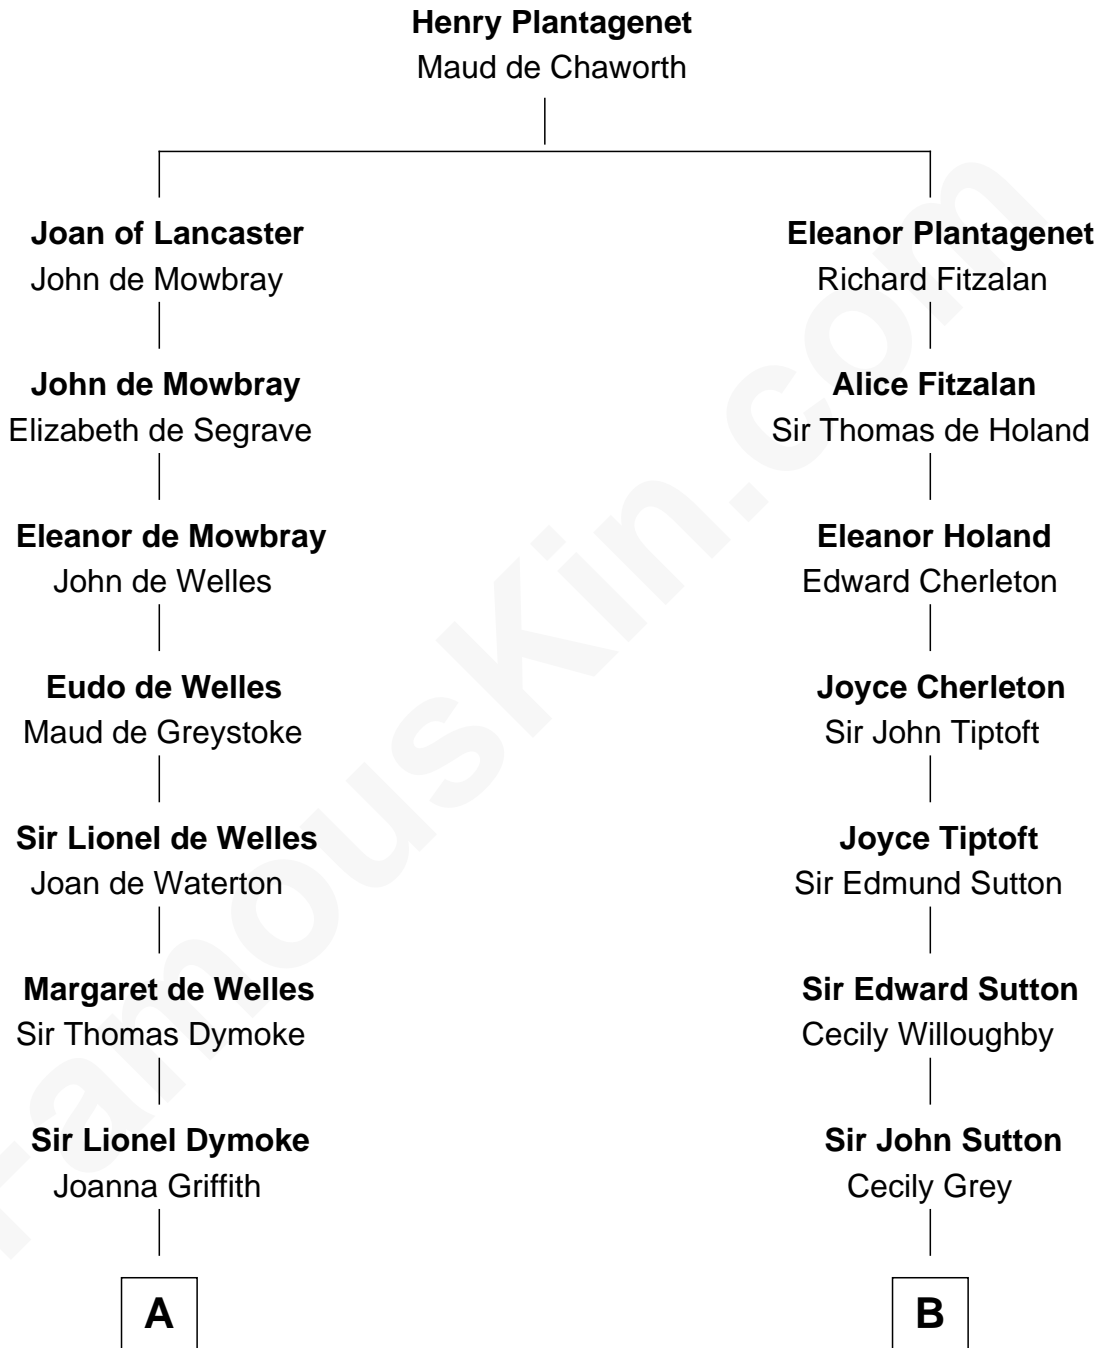 Henry Plantagenet
Maud de Chaworth
Joan of Lancaster
John de Mowbray
Eleanor Plantagenet
Richard Fitzalan
John de Mowbray
Elizabeth de Segrave
Alice Fitzalan
Sir Thomas de Holand
Eleanor de Mowbray
John de Welles
Eleanor Holand
Edward Cherleton
Eudo de Welles
Maud de Greystoke
Joyce Cherleton
Sir John Tiptoft
Sir Lionel de Welles
Joan de Waterton
Joyce Tiptoft
Sir Edmund Sutton
Margaret de Welles
Sir Thomas Dymoke
Sir Edward Sutton
Cecily Willoughby
Sir Lionel Dymoke
Joanna Griffith
Sir John Sutton
Cecily Grey
A
B
FamousKin.com